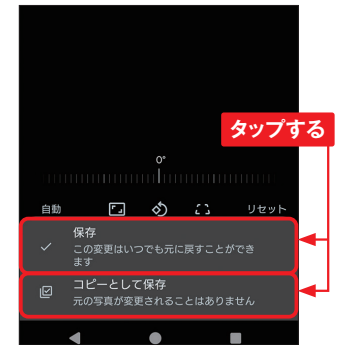 タップする
0°
自動
リセット
保存
この変更はいつでも元に戻すことができ
ます
コピーとして保存
元の写真が変更されることはありません